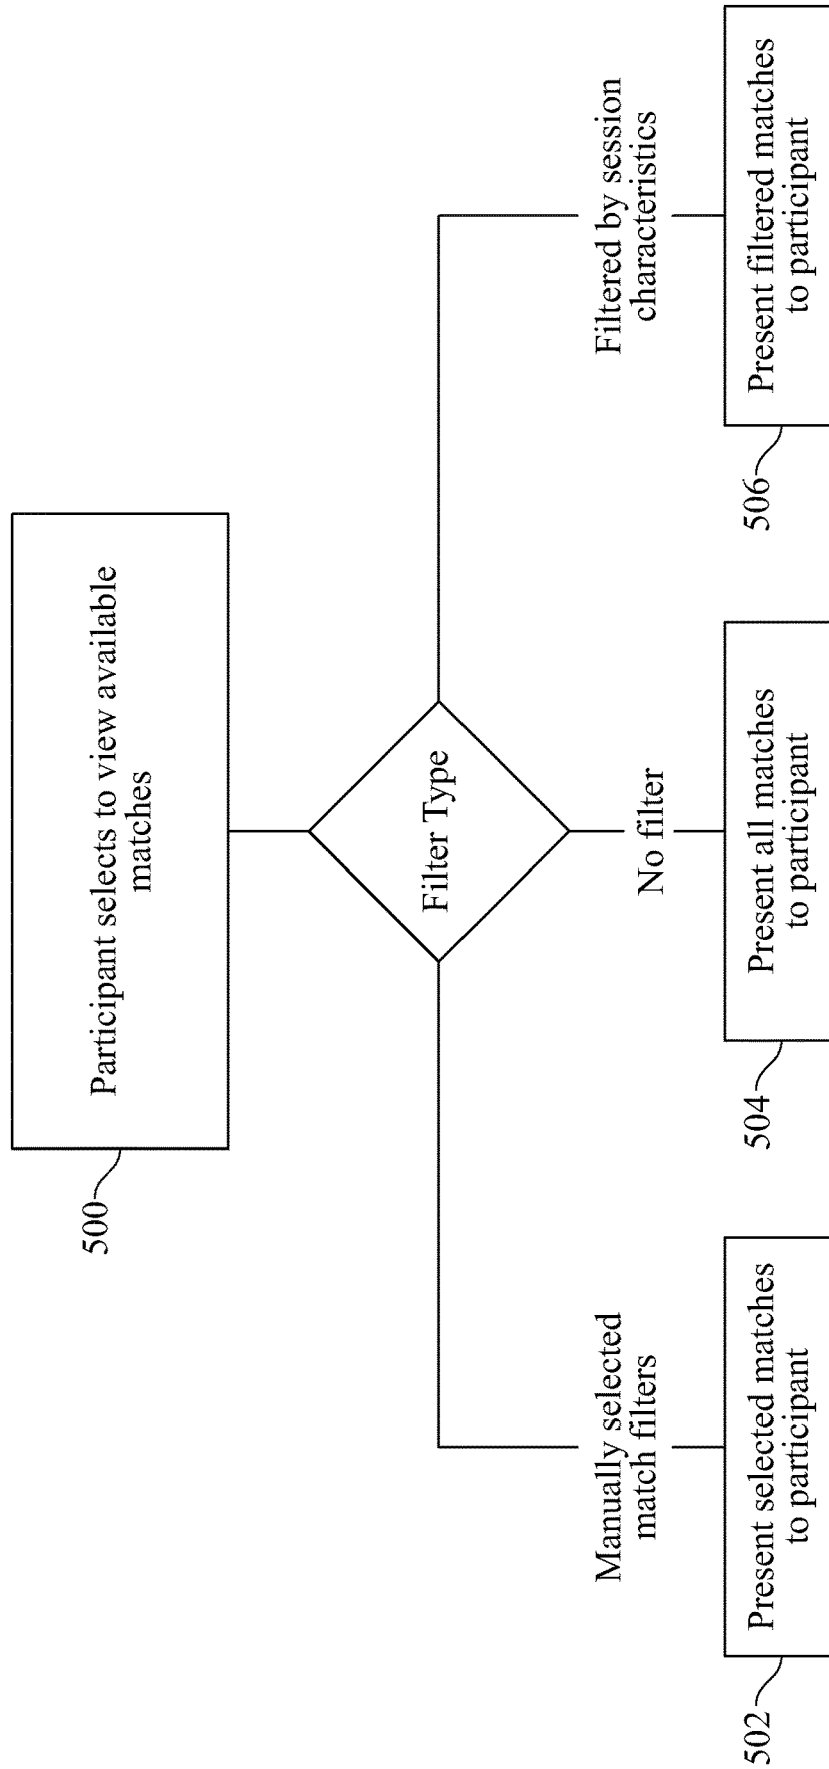 Participant selects to view available
matches
500
Filter Type
Manually selected
match filters
No filter
Filtered by session
characteristics
Present selected matches
to participant
502
Present all matches
to participant
504
Present filtered matches
to participant
506